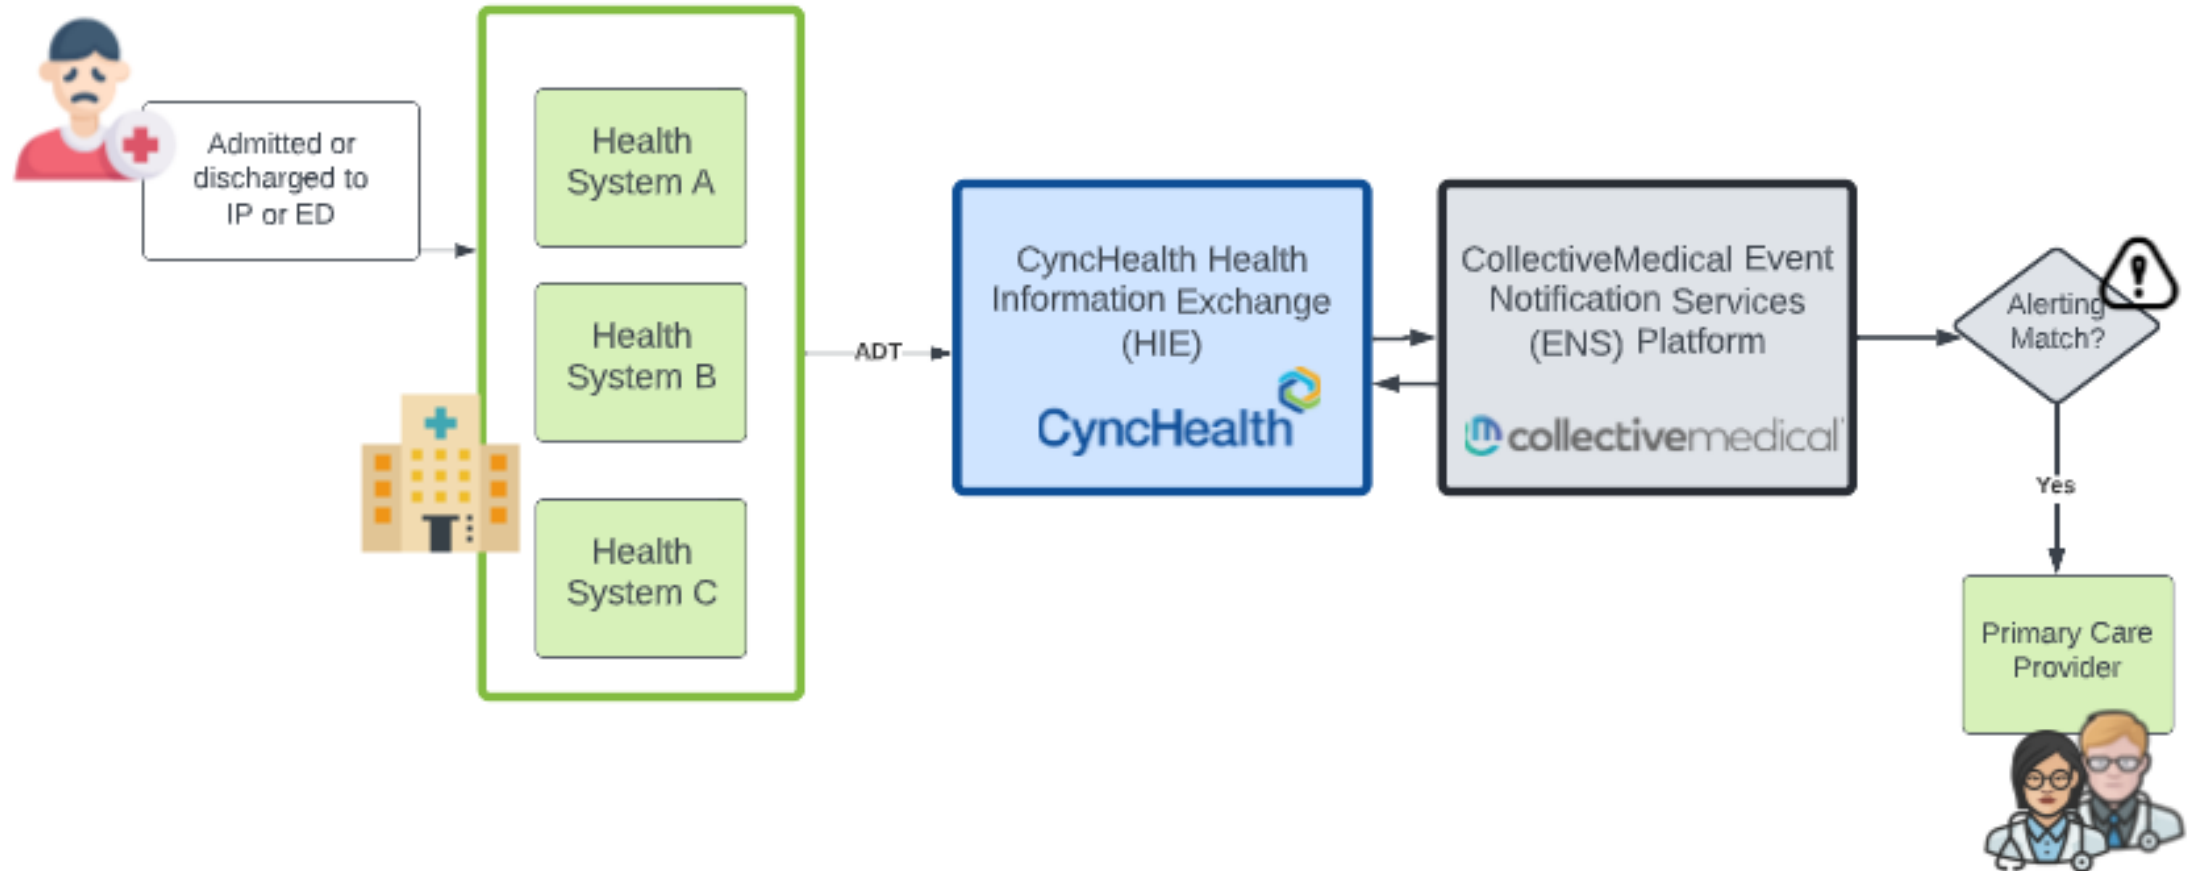 Admitted or
discharged to
IP or ED
Health
System A
Health
System B
Health
System C
ADT
CyncHealth Health
Information Exchange
(HIE)
CyncHealth
CollectiveMedical Event
Notification Services
(ENS) Platform
collectivemedical
Alerting
Match?
Yes
Primary Care
Provider